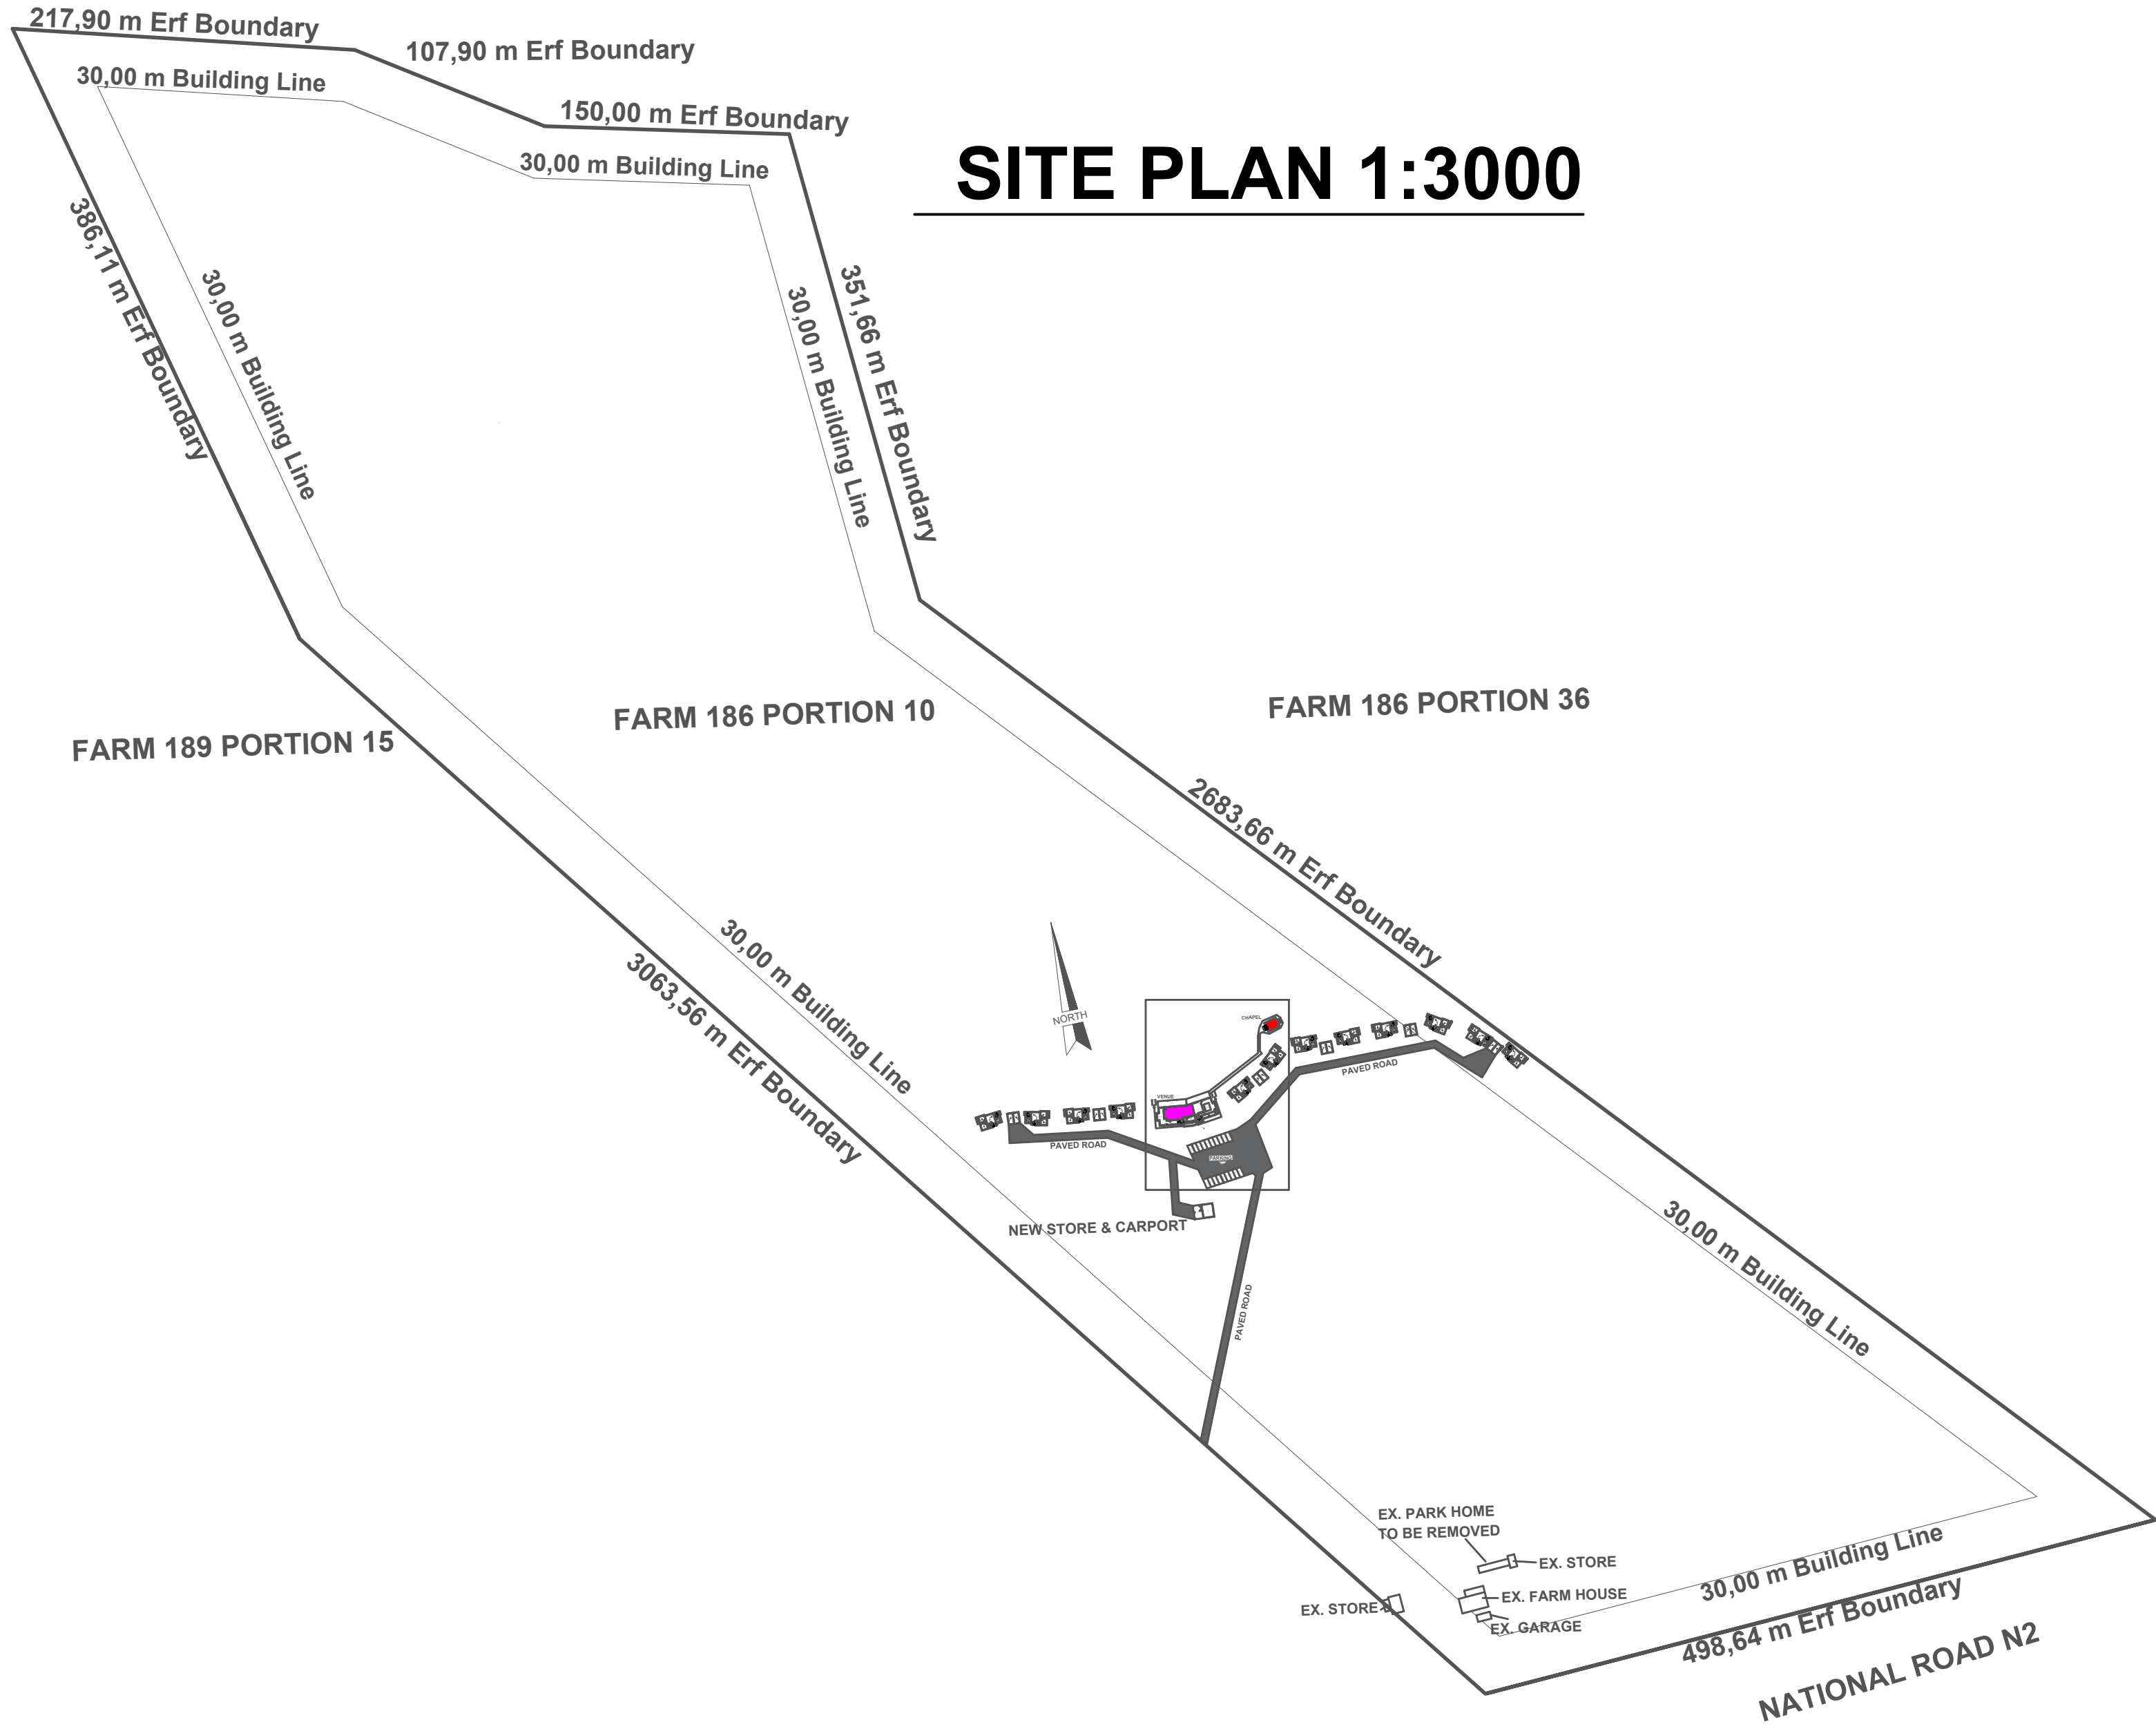 217,90 m Erf Boundary
107,90 m Erf Boundary
30,00 m Building Line
150,00 m Erf Boundary
30,00 m Building Line
SITE PLAN 1:3000
386,11 m Erf Boundary
30,00 m Building Line
30,00 m Building Line
351,66 m Erf Boundary
FARM 189 PORTION 15
FARM 186 PORTION 10
FARM 186 PORTION 36
2683,66 m Erf Boundary
30,00 m Building Line
3063,56 m Erf Boundary
NORTH
CHAPEL
VENUE
PAVED ROAD
PAVED ROAD
PARKING
NEW STORE & CARPORT
PAVED ROAD
30,00 m Building Line
EX. PARK HOME
TO BE REMOVED
EX. STORE
EX. FARM HOUSE
EX. STORE
EX. GARAGE
30,00 m Building Line
498,64 m Erf Boundary
NATIONAL ROAD N2